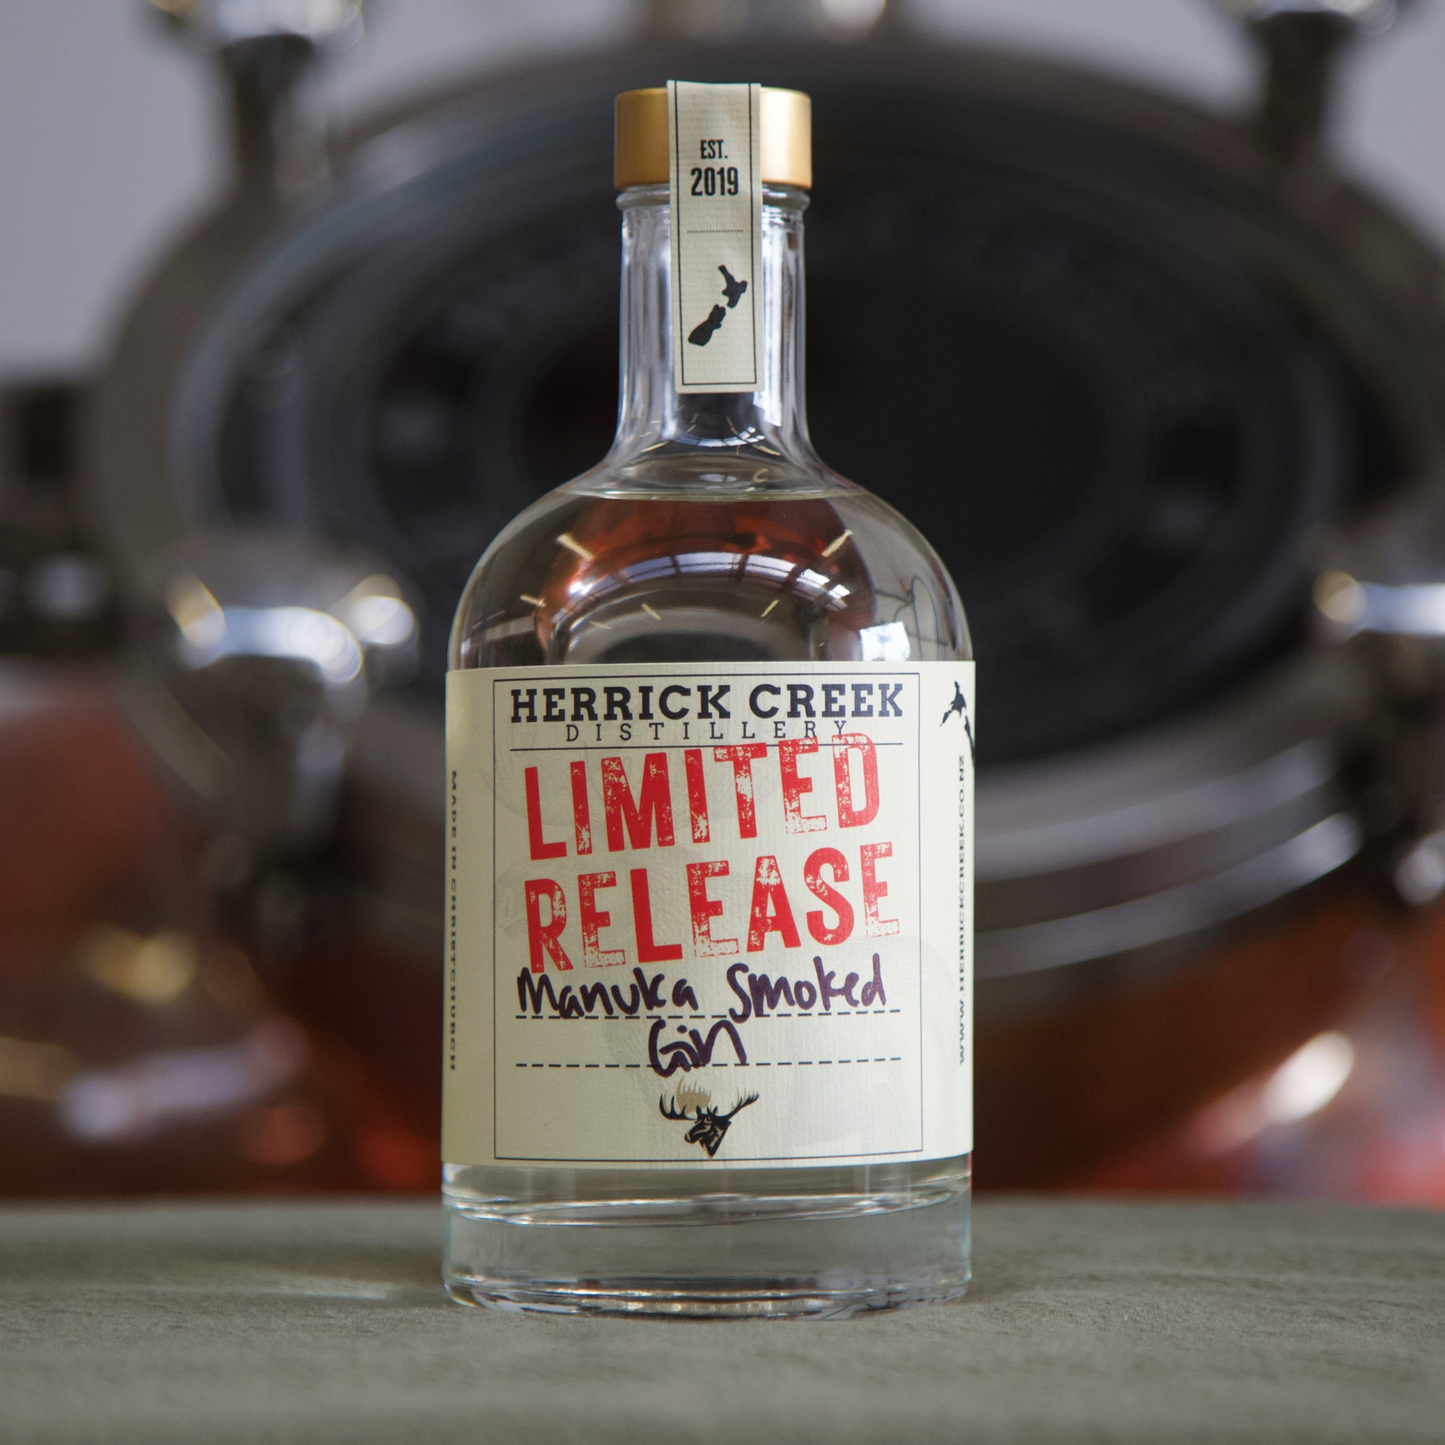 EST.
2019
HERRICK CREEK
DISTILLERY
LIMITED
RELEASE
Manuka Smoked
Gin
MADE IN CHRISTCHURCH
WWW.HERRICKCREEK.CO.NZ